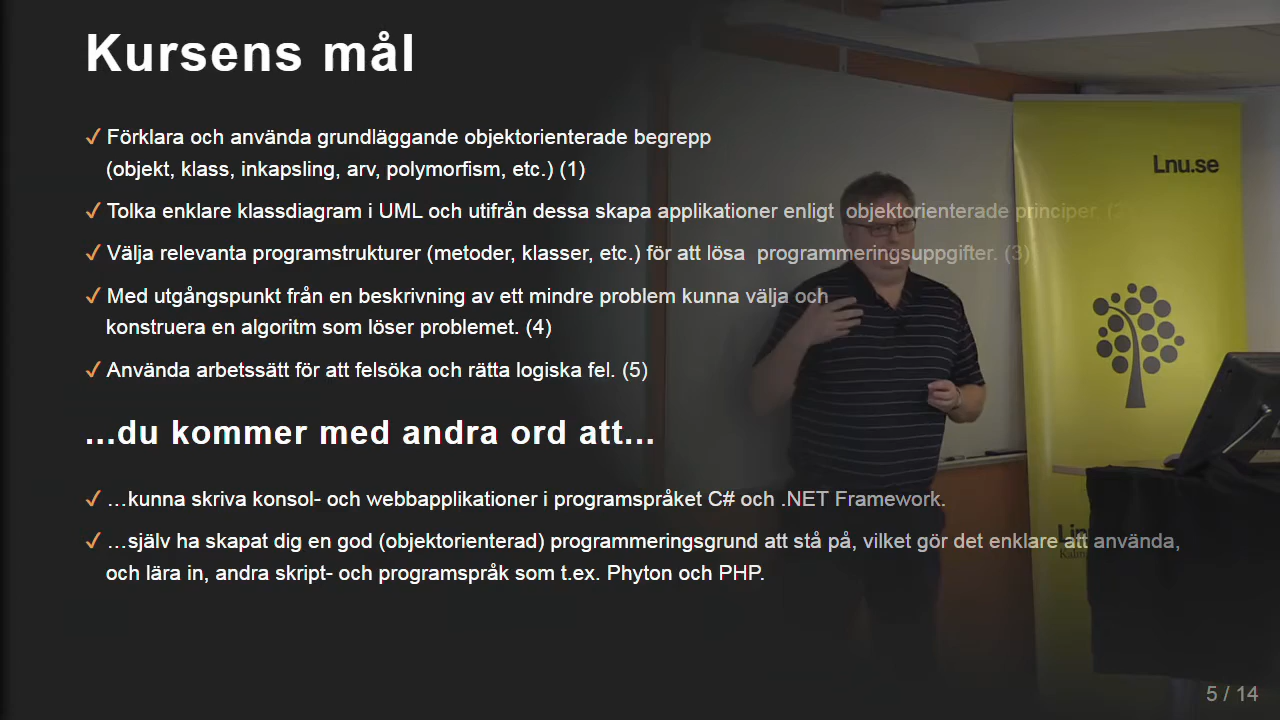 Kursens mål
✓ Förklara och använda grundläggande objektorienterade begrepp
(objekt, klass, inkapsling, arv, polymorfism, etc.) (1)
✓ Tolka enklare klassdiagram i UML och utifrån dessa skapa applikationer enligt objektorienterade principer. (2)
✓ Välja relevanta programstrukturer (metoder, klasser, etc.) för att lösa programmeringsuppgifter. (3)
✓ Med utgångspunkt från en beskrivning av ett mindre problem kunna välja och
konstruera en algoritm som löser problemet. (4)
✓ Använda arbetssätt för att felsöka och rätta logiska fel. (5)
...du kommer med andra ord att...
✓ …kunna skriva konsol- och webbapplikationer i programspråket C# och .NET Framework.
✓ …själv ha skapat dig en god (objektorienterad) programmeringsgrund att stå på, vilket gör det enklare att använda,
och lära in, andra skript- och programspråk som t.ex. Phyton och PHP.
Lnu.se
5 / 14